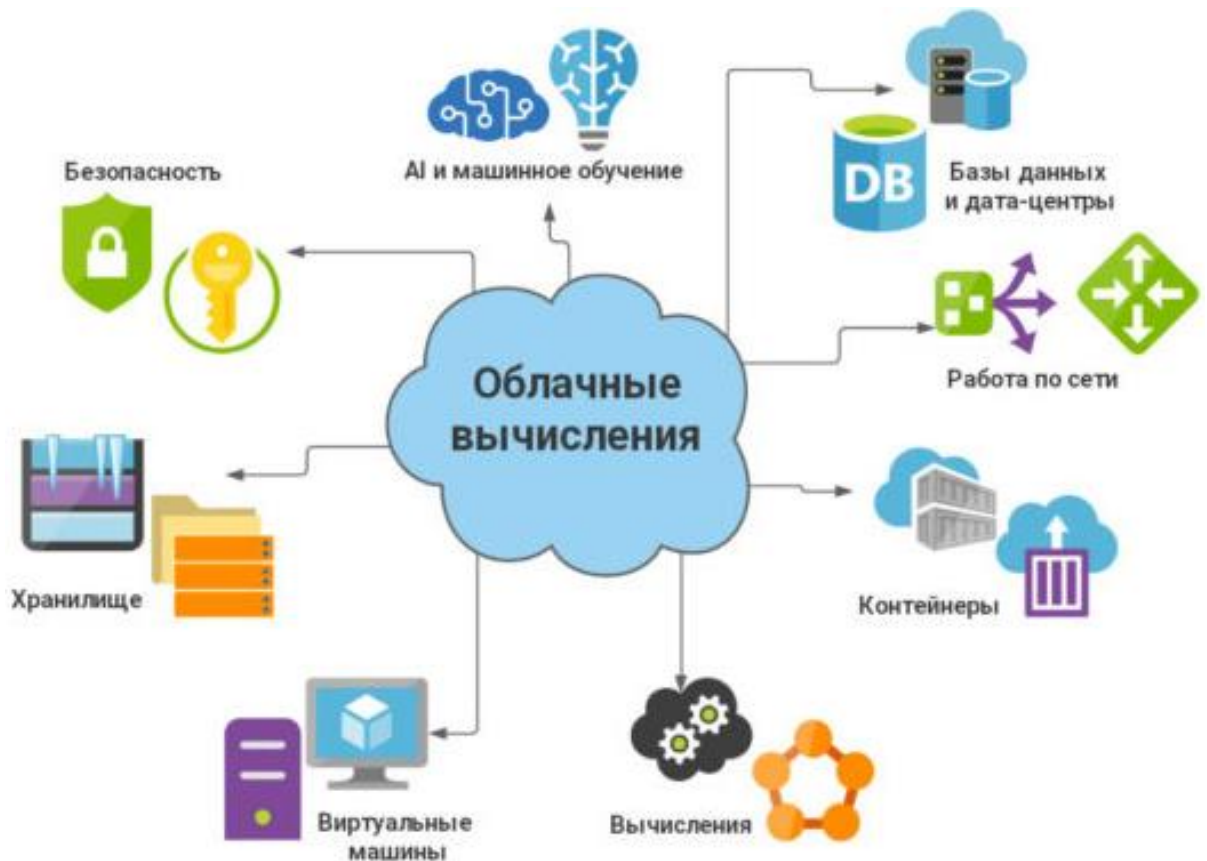 AI и машинное обучение
Безопасность
DB
Базы данных
и дата-центры
Работа по сети
Облачные
вычисления
Хранилище
Контейнеры
Виртуальные
машины
Вычисления